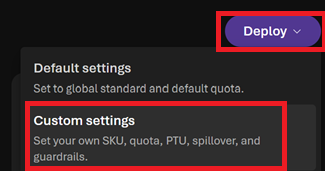 Deploy
Default settings
Set to global standard and default quota.
Custom settings
Set your own SKU, quota, PTU, spillover, and
guardrails.